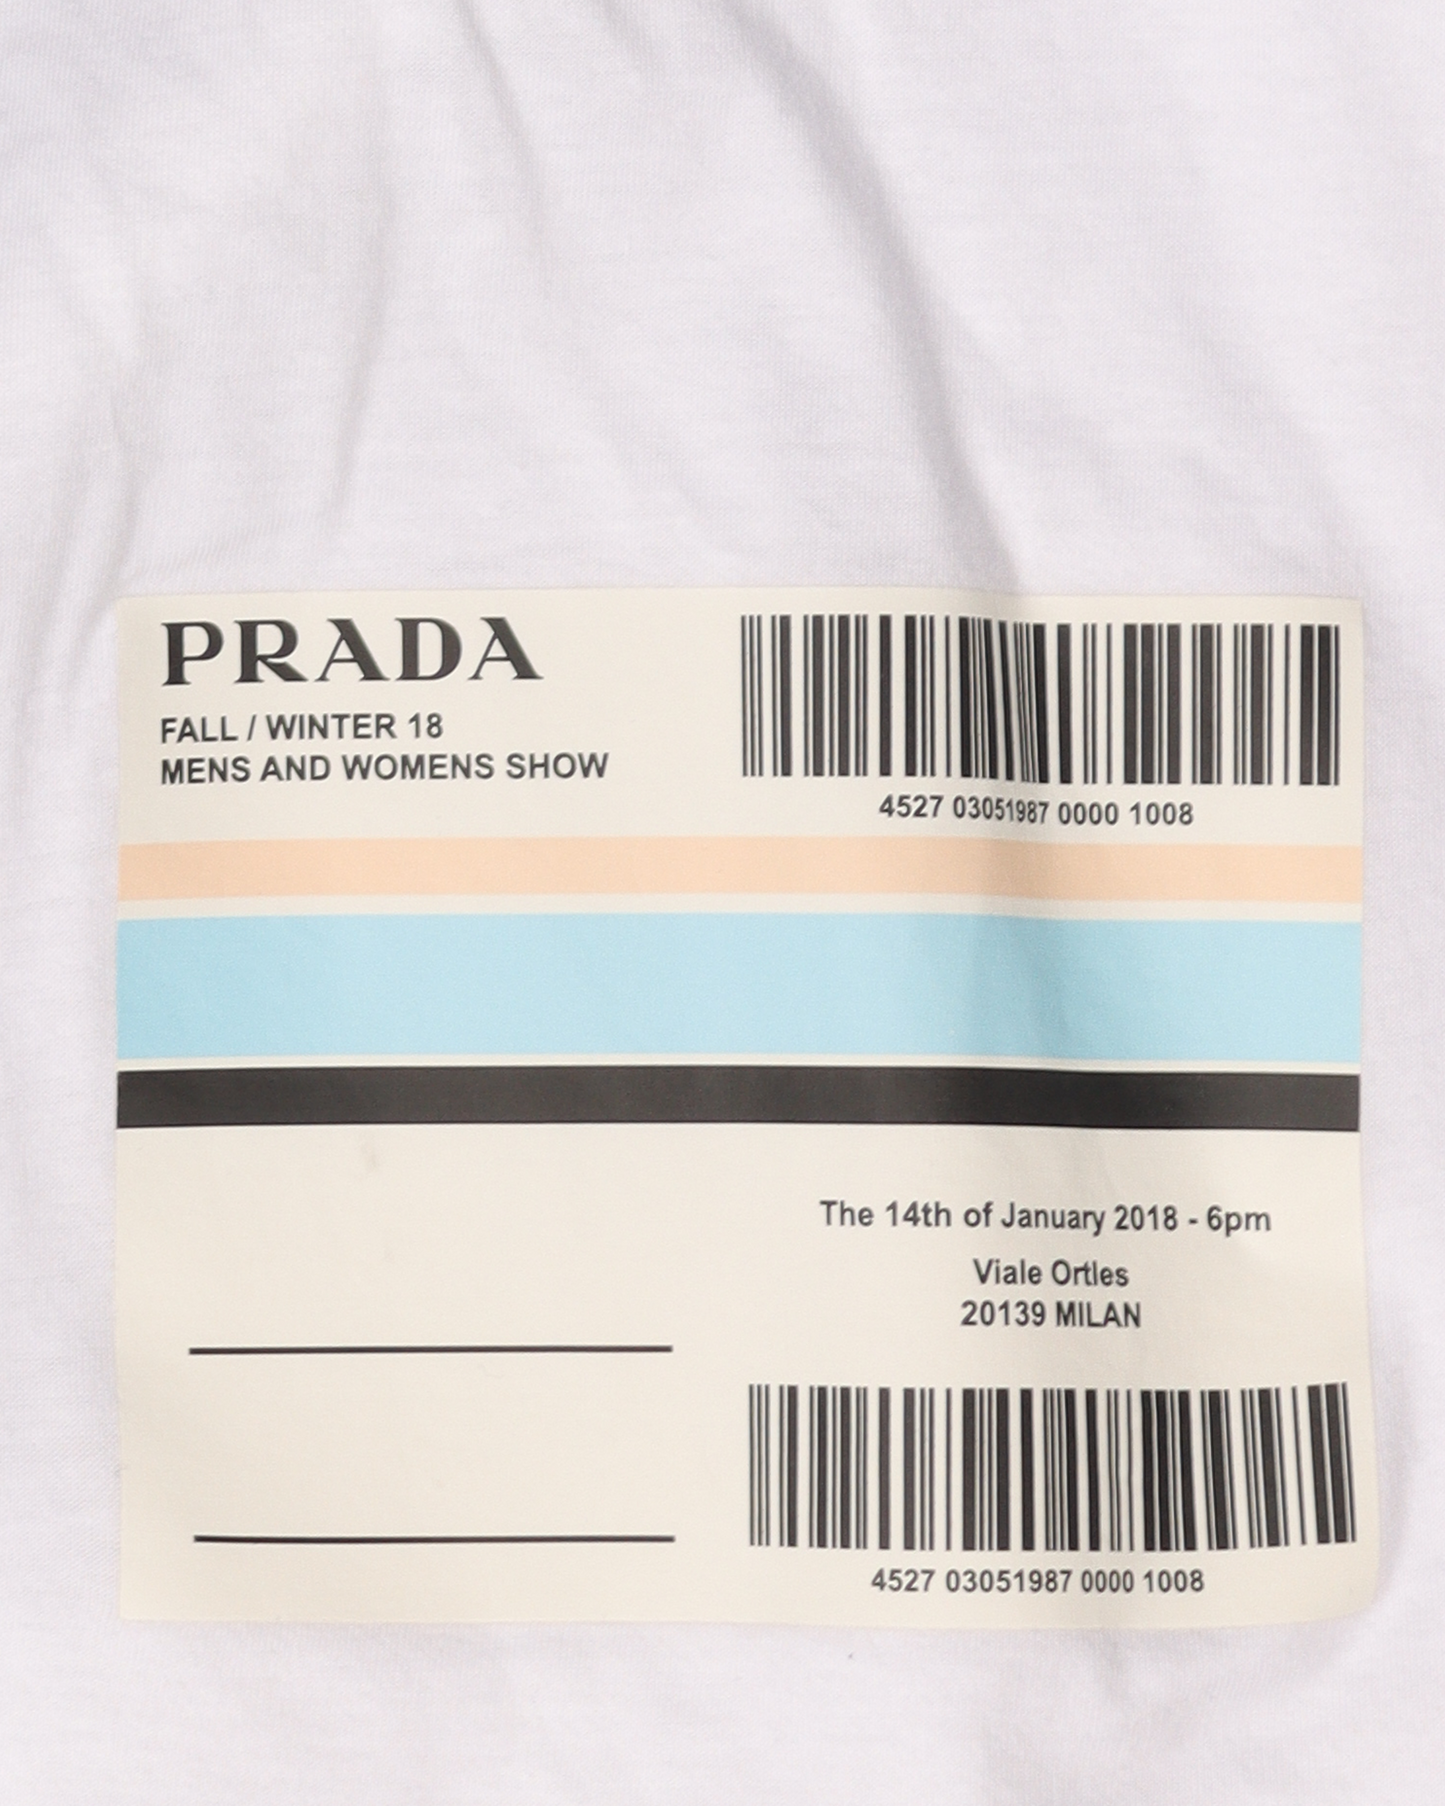 PRADA
FALL / WINTER 18
MENS AND WOMENS SHOW
4527 03051987 0000 1008
The 14th of January 2018 - 6pm
Viale Ortles
20139 MILAN
4527 03051987 0000 1008